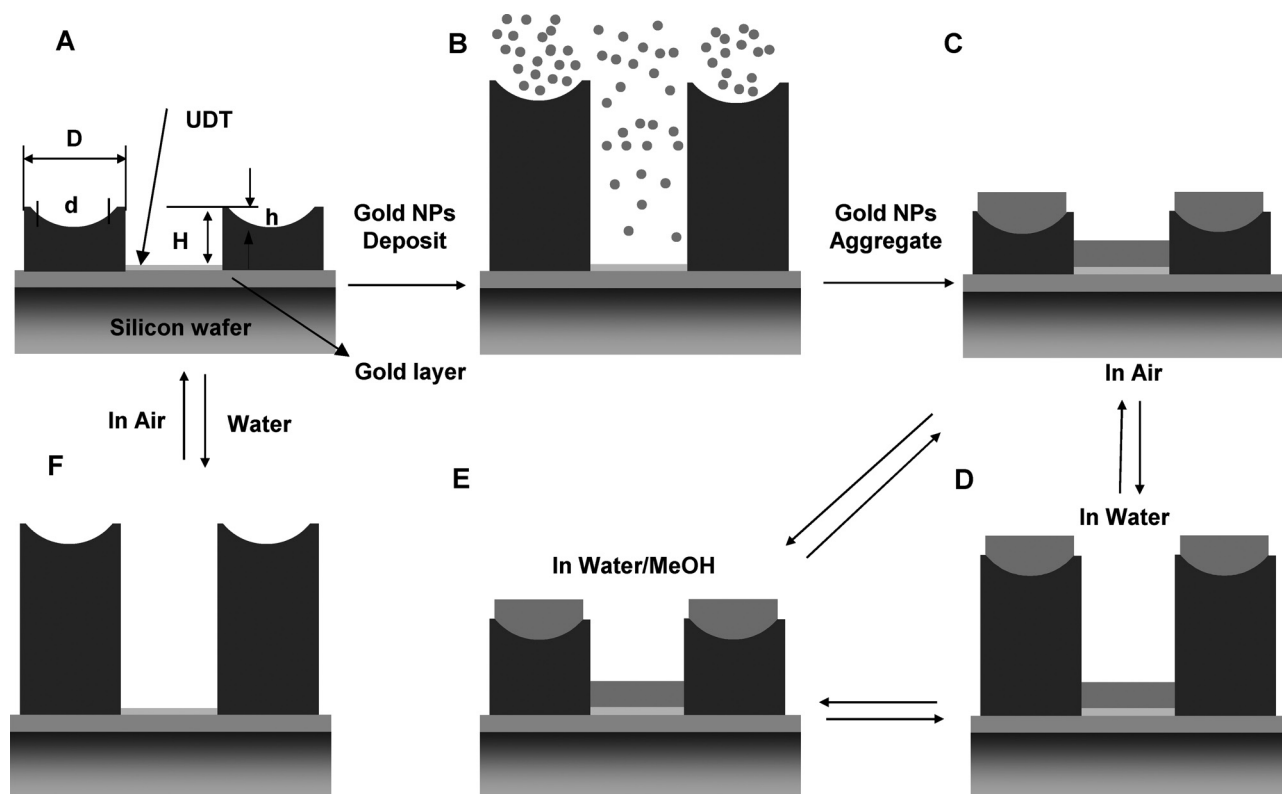 A
B
C
UDT
D
d
h
H
Gold NPs
Deposit
Gold NPs
Aggregate
Silicon wafer
Gold layer
In Air
In Air
Water
F
E
D
In Water
In Water/MeOH